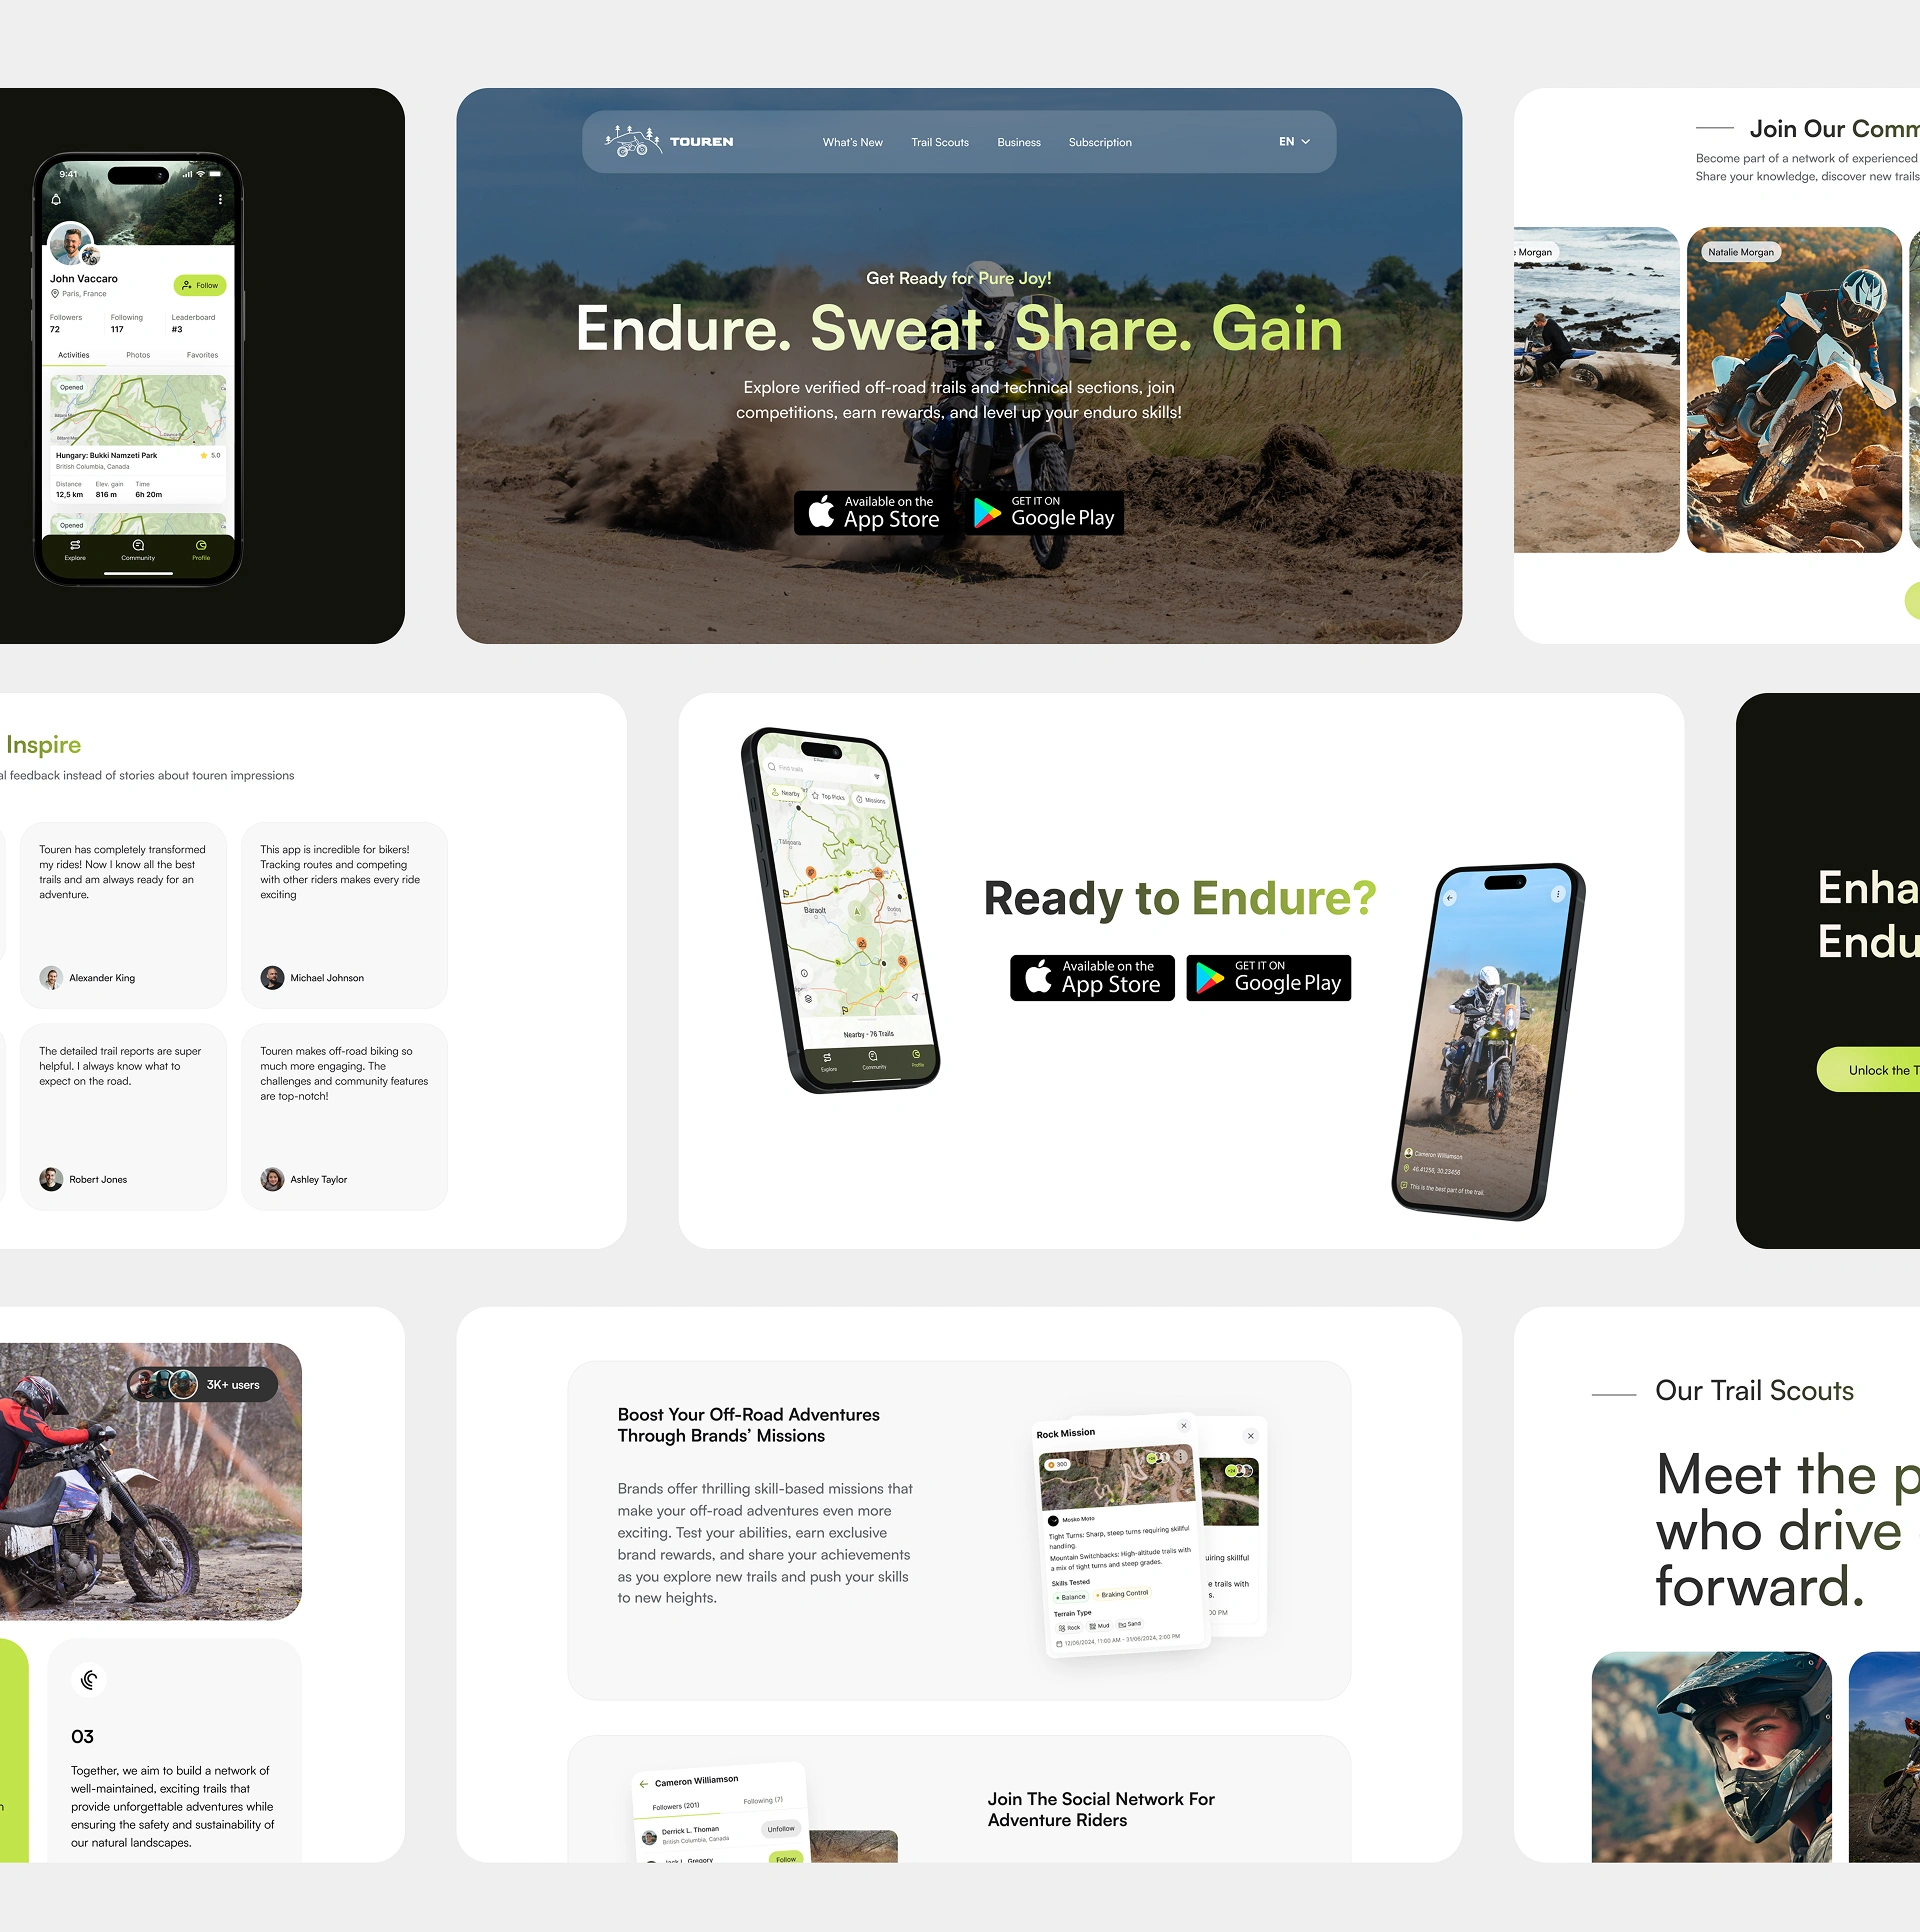 9:41
John Vaccaro
Paris, France
Follow
Followers
Following
Leaderboard
72
117
#3
Activities
Photos
Favorites
Opened
Hungary: Bukki Namzeti Park
5.0
British Columbia, Canada
Distance
Elev. gain
Time
12,5 km
816 m
6h 20m
Opened
Explore
Community
Profile
TOUREN
What's New
Trail Scouts
Business
Subscription
EN
Get Ready for Pure Joy!
Endure. Sweat. Share. Gain
Explore verified off-road trails and technical sections, join
competitions, earn rewards, and level up your enduro skills!
Available on the
App Store
GET IT ON
Google Play
Join Our Comm
Become part of a network of experienced
Share your knowledge, discover new trails
e Morgan
Natalie Morgan
Inspire
al feedback instead of stories about touren impressions
Touren has completely transformed
my rides! Now I know all the best
trails and am always ready for an
adventure.
Alexander King
This app is incredible for bikers!
Tracking routes and competing
with other riders makes every ride
exciting
Michael Johnson
The detailed trail reports are super
helpful. I always know what to
expect on the road.
Robert Jones
Touren makes off-road biking so
much more engaging. The
challenges and community features
are top-notch!
Ashley Taylor
Find trails
Nearby
Top Picks
Missions
Baraolt
Nearby - 76 Trails
Explore
Community
Profile
Ready to Endure?
Available on the
App Store
GET IT ON
Google Play
Cameron Williamson
46.41256, 30.23456
This is the best part of the trail.
Enha
Endu
Unlock the T
3K+ users
03
Together, we aim to build a network of
well-maintained, exciting trails that
provide unforgettable adventures while
ensuring the safety and sustainability of
our natural landscapes.
n
Boost Your Off-Road Adventures
Through Brands' Missions
Brands offer thrilling skill-based missions that
make your off-road adventures even more
exciting. Test your abilities, earn exclusive
brand rewards, and share your achievements
as you explore new trails and push your skills
to new heights.
Rock Mission
300
Mosko Moto
Tight Turns: Sharp, steep turns requiring skillful
handling.
Mountain Switchbacks: High-altitude trails with
a mix of tight turns and steep grades.
Skills Tested
Balance
Braking Control
Terrain Type
Rock
Mud
Sand
12/06/2024, 11:00 AM - 31/06/2024, 2:00 PM
uiring skillful
e trails with
s.
00 PM
Cameron Williamson
Followers (201)
Following (7)
Derrick L. Thoman
British Columbia, Canada
Unfollow
Jack L. Gregory
Follow
Join The Social Network For
Adventure Riders
Our Trail Scouts
Meet the p
who drive
forward.